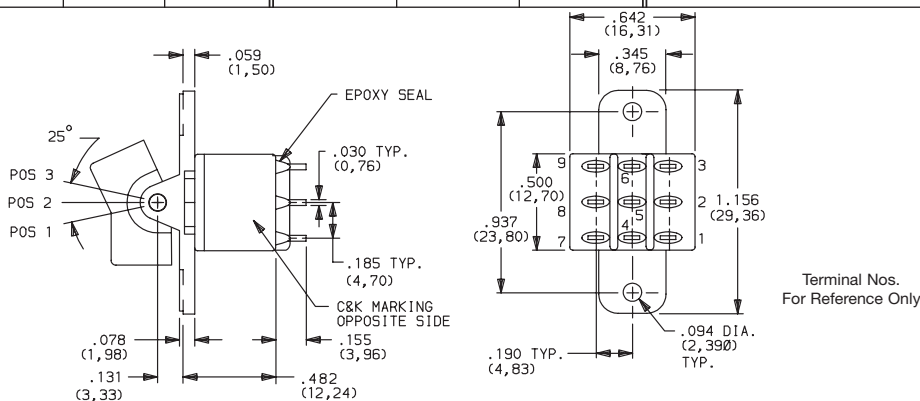 .059
(1,50)
EPOXY SEAL
25°
POS 3
POS 2
POS 1
.030 TYP.
(0,76)
.185 TYP.
(4,70)
C&K MARKING
OPPOSITE SIDE
.078
(1,98)
.155
(3,96)
.131
(3,33)
.482
(12,24)
.642
(16,31)
.345
(8,76)
9
6
3
.500
(12,70)
8
5
2
1.156
(29,36)
.937
(23,80)
7
4
1
.094 DIA.
(2,390)
TYP.
.190 TYP.
(4,83)
Terminal Nos.
For Reference Only